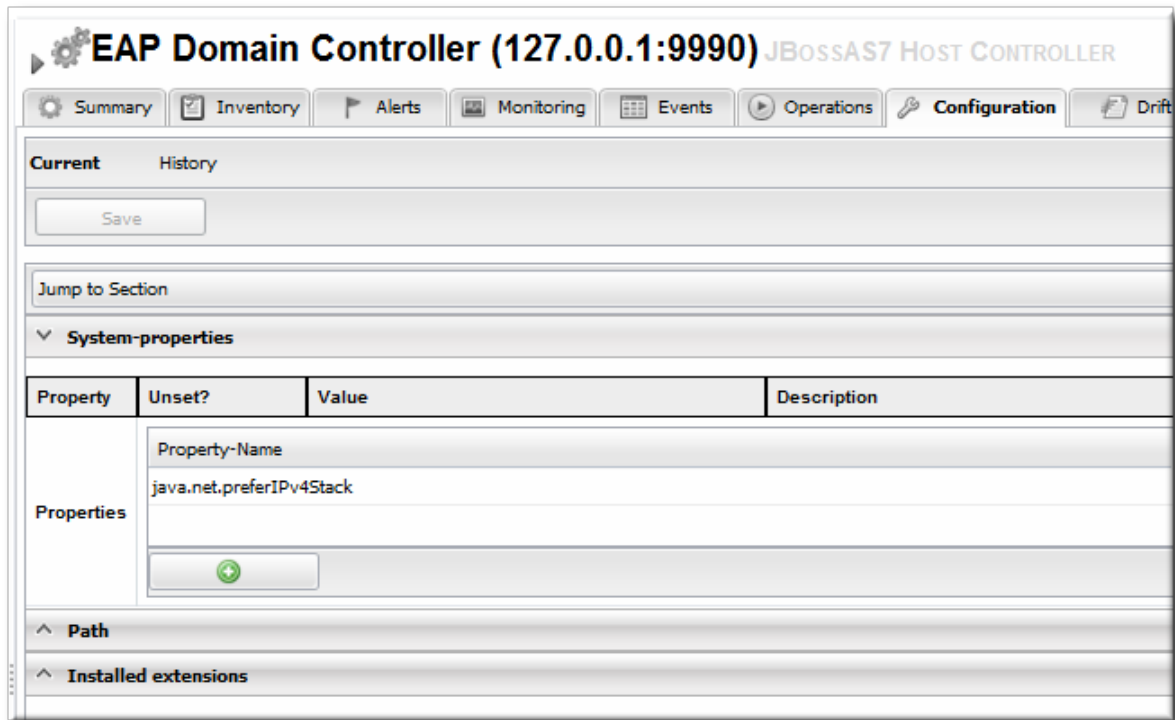 EAP Domain Controller (127.0.0.1:9990) JBOSSAS7 HOST CONTROLLER
Summary Inventory Alerts Monitoring Events Operations Configuration Drift
Current History
Save
Jump to Section
System-properties
Property Unset? Value Description
Property-Name
java.net.preferIPv4Stack
Properties
Path
Installed extensions